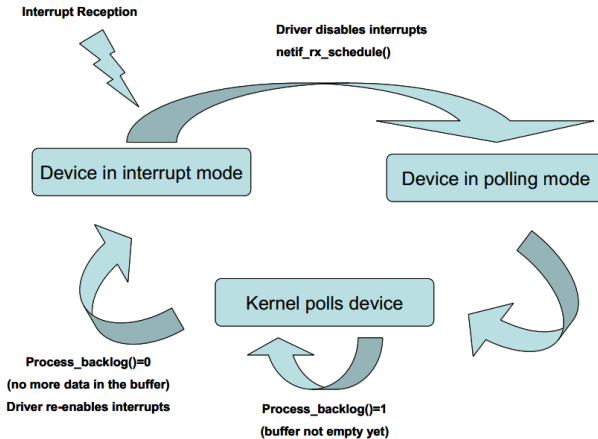 Interrupt Reception
Driver disables interrupts
netif_rx_schedule()
Device in interrupt mode
Device in polling mode
Kernel polls device
Process_backlog()=0
(no more data in the buffer)
Driver re-enables interrupts
Process_backlog()=1
(buffer not empty yet)